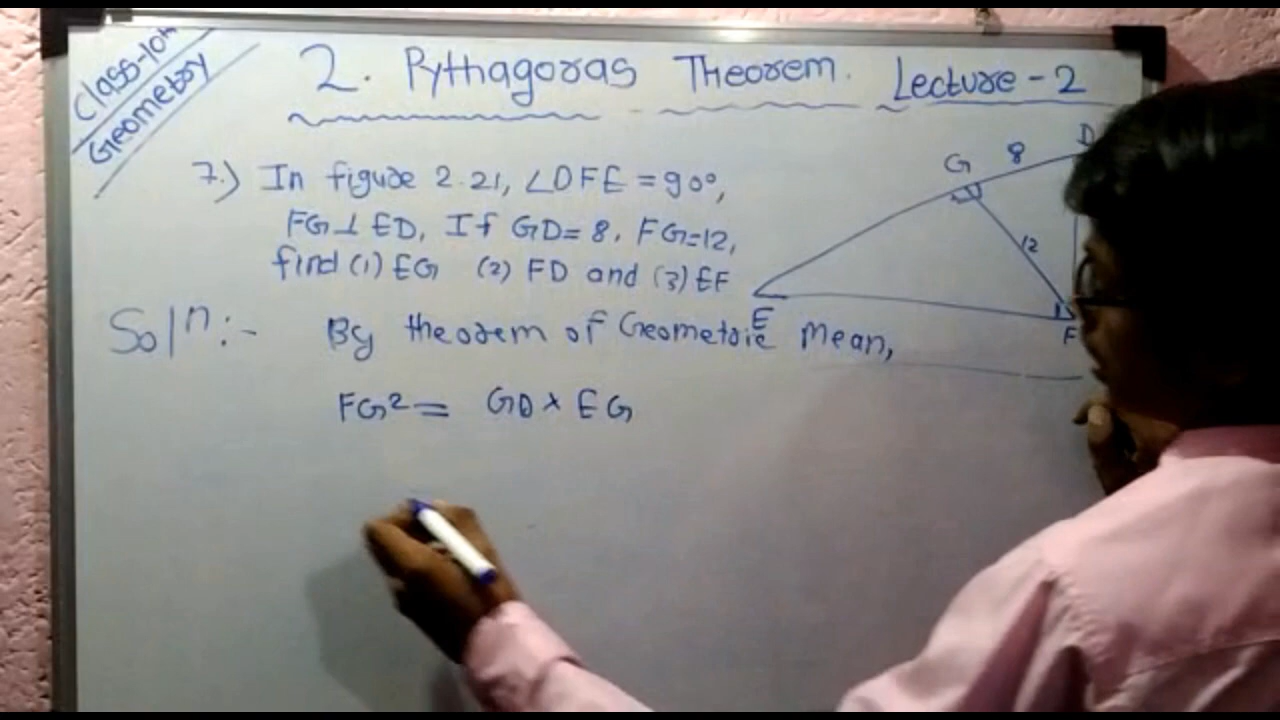 Class-10th
Geometry
2. Pythagoras Theorem. Lecture-2
7.) In figure 2.21, ∠DFE = 90°,
FG ⊥ ED, If GD = 8, FG = 12,
find (1) EG (2) FD and (3) EF
Sol n :- By theorem of Geometric Mean,
FG² = GD × EG
G 8 D
12
E
F